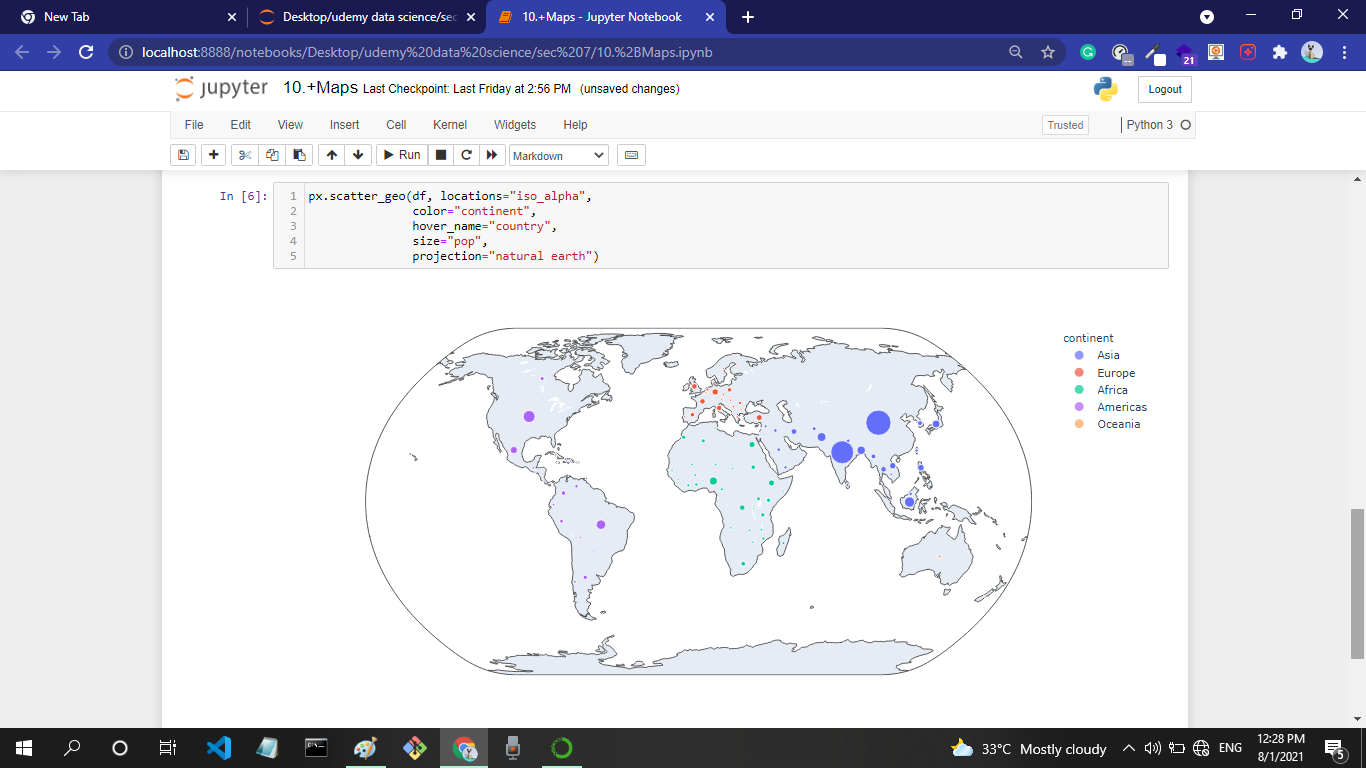 New Tab
Desktop/udemy data science/sec
10.+Maps - Jupyter Notebook
localhost:8888/notebooks/Desktop/udemy%20data%20science/sec%207/10.%2BMaps.ipynb
21
jupyter 10.+Maps Last Checkpoint: Last Friday at 2:56 PM (unsaved changes)
Logout
File Edit View Insert Cell Kernel Widgets Help
Trusted
Python 3
Run
Markdown
In [6]:
1 px.scatter_geo(df, locations="iso_alpha",
2 color="continent",
3 hover_name="country",
4 size="pop",
5 projection="natural earth")
continent
Asia
Europe
Africa
Americas
Oceania
33°C Mostly cloudy
ENG
12:28 PM
8/1/2021
5